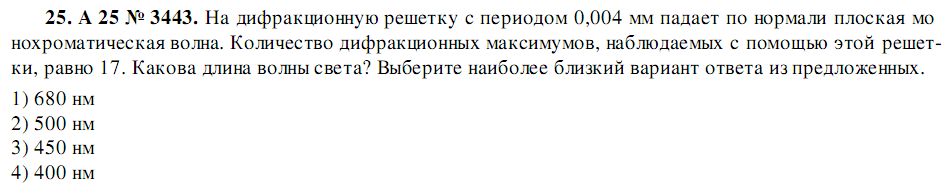 25. А 25 № 3443. На дифракционную решетку с периодом 0,004 мм падает по нормали плоская мо
нохроматическая волна. Количество дифракционных максимумов, наблюдаемых с помощью этой решет-
ки, равно 17. Какова длина волны света? Выберите наиболее близкий вариант ответа из предложенных.
1) 680 нм
2) 500 нм
3) 450 нм
4) 400 нм